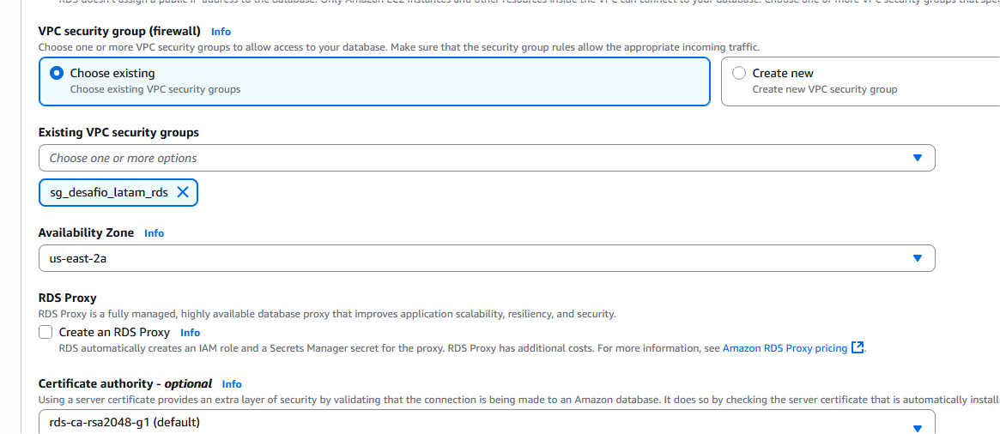 RDS doesn't assign a public IP address to the database. Only Amazon EC2 instances and other resources inside the VPC can connect to your database. Choose one or more VPC security groups that
VPC security group (firewall) Info
Choose one or more VPC security groups to allow access to your database. Make sure that the security group rules allow the appropriate incoming traffic.
Choose existing
Choose existing VPC security groups
Create new
Create new VPC security group
Existing VPC security groups
Choose one or more options
sg_desafio_latam_rds
Availability Zone Info
us-east-2a
RDS Proxy
RDS Proxy is a fully managed, highly available database proxy that improves application scalability, resiliency, and security.
Create an RDS Proxy Info
RDS automatically creates an IAM role and a Secrets Manager secret for the proxy. RDS Proxy has additional costs. For more information, see Amazon RDS Proxy pricing.
Certificate authority - optional Info
Using a server certificate provides an extra layer of security by validating that the connection is being made to an Amazon database. It does so by checking the server certificate that is automatically
rds-ca-rsa2048-g1 (default)